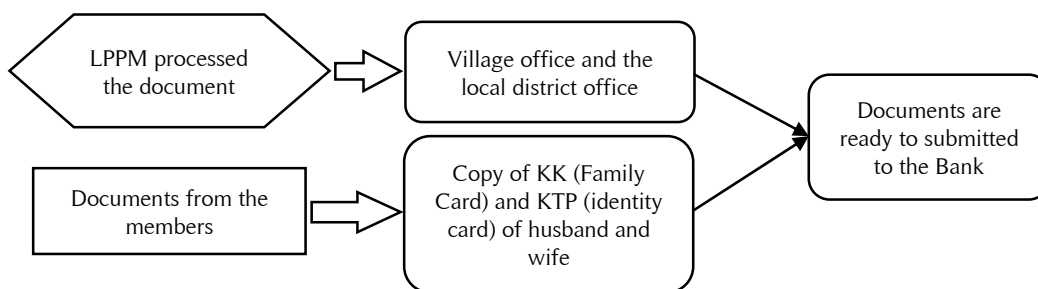 LPPM processed
the document
Village office and the
local district office
Documents are
ready to submitted
to the Bank
Documents from the
members
Copy of KK (Family
Card) and KTP (identity
card) of husband and
wife